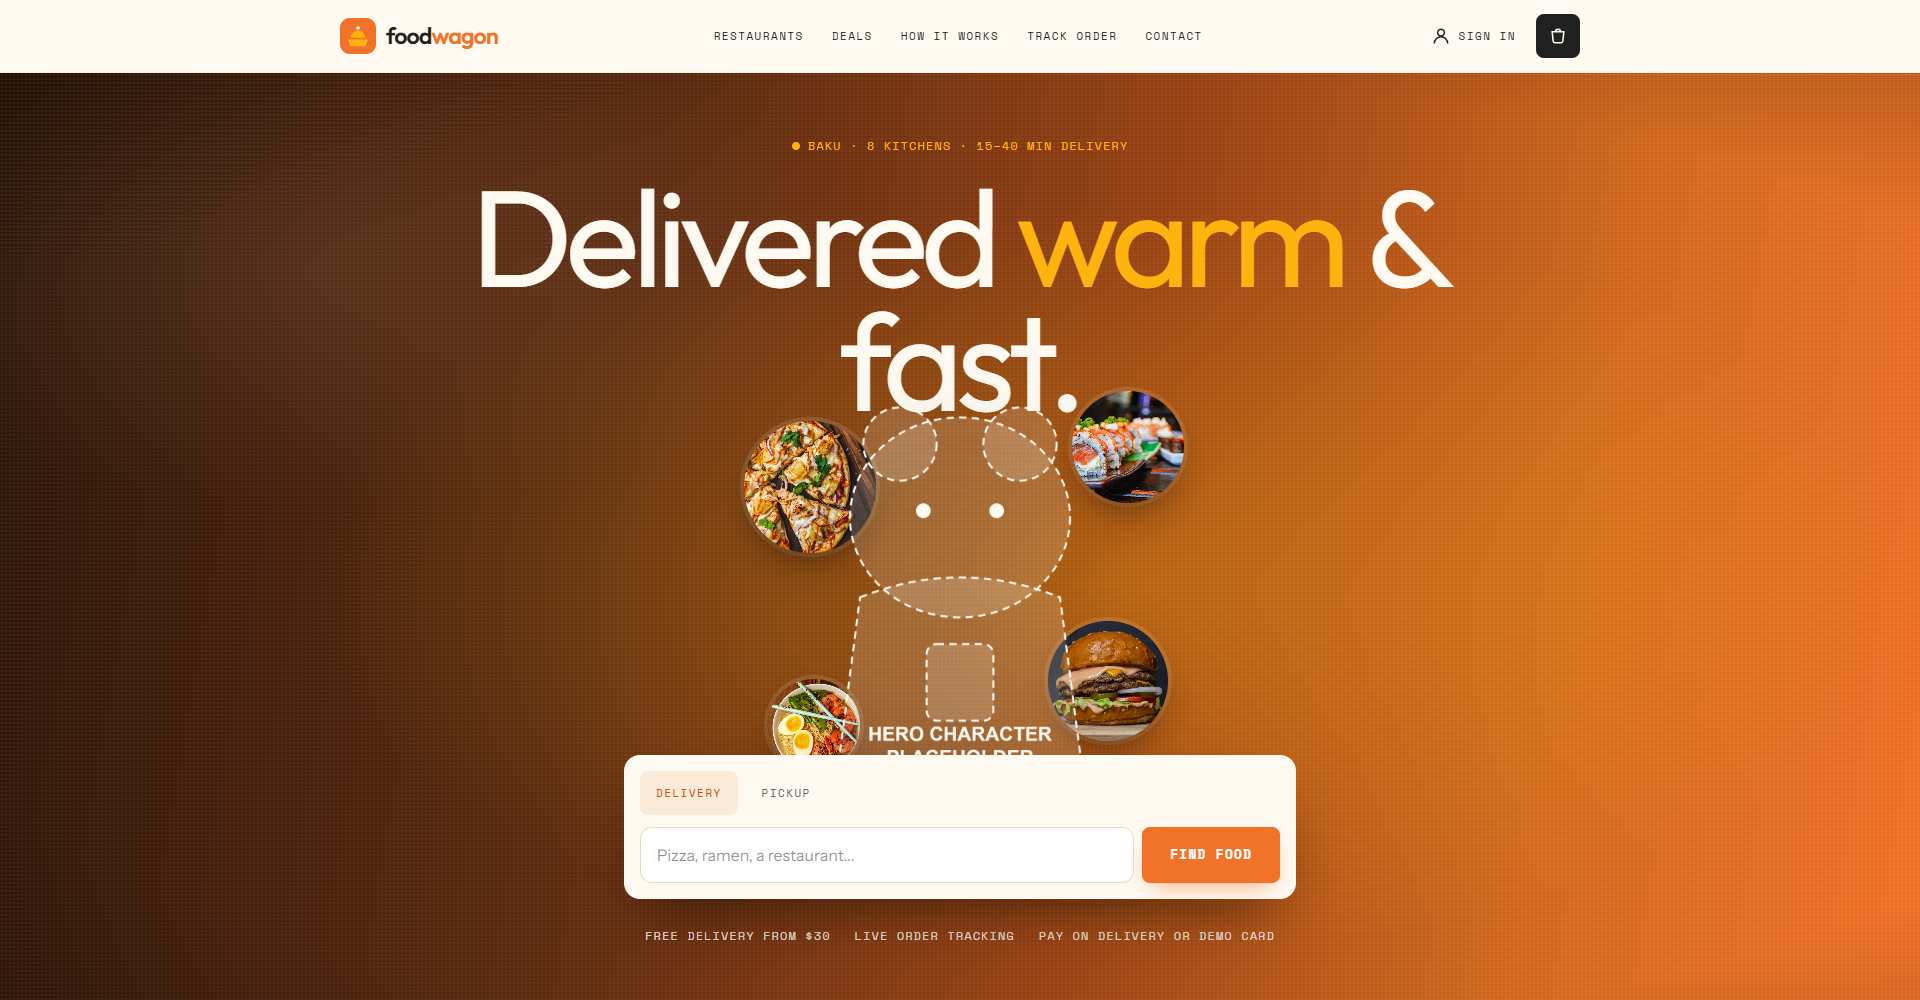 foodwagon
RESTAURANTS DEALS HOW IT WORKS TRACK ORDER CONTACT
SIGN IN
BAKU · 8 KITCHENS · 15–40 MIN DELIVERY
Delivered warm &
fast.
HERO CHARACTER
PLACEHOLDER
DELIVERY PICKUP
Pizza, ramen, a restaurant...
FIND FOOD
FREE DELIVERY FROM $30 LIVE ORDER TRACKING PAY ON DELIVERY OR DEMO CARD